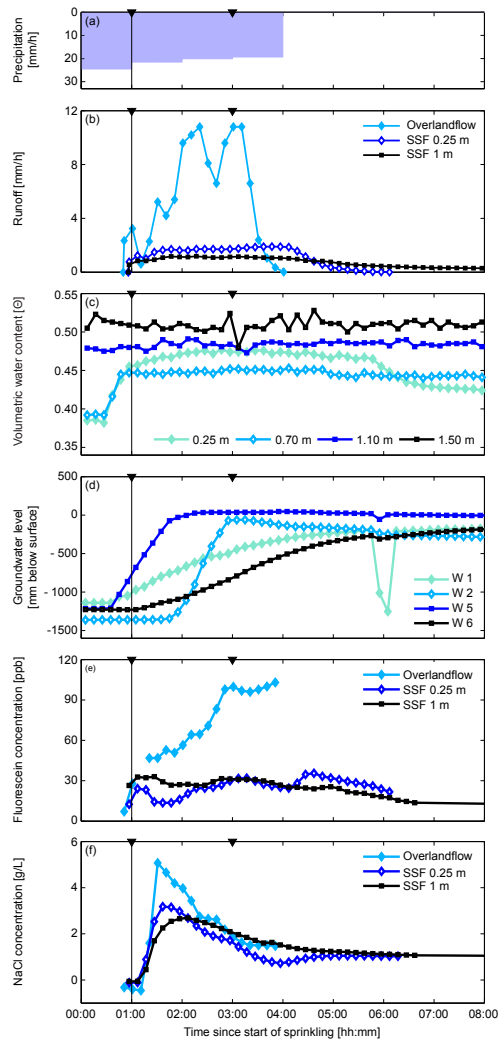 (a)
Precipitation
[mm/h]
0
10
20
30
(b)
Runoff [mm/h]
12
8
4
0
Overlandflow
SSF 0.25 m
SSF 1 m
(c)
Volumetric water content [Θ]
0.55
0.50
0.45
0.40
0.35
0.25 m 0.70 m 1.10 m 1.50 m
(d)
Groundwater level
[mm below surface]
500
0
- 500
-1000
-1500
W 1
W 2
W 5
W 6
(e)
Fluorescein concentration [ppb]
120
90
60
30
0
Overlandflow
SSF 0.25 m
SSF 1 m
(f)
NaCl concentration [g/L]
6
4
2
0
Overlandflow
SSF 0.25 m
SSF 1 m
00:00 01:00 02:00 03:00 04:00 05:00 06:00 07:00 08:00
Time since start of sprinkling [hh:mm]